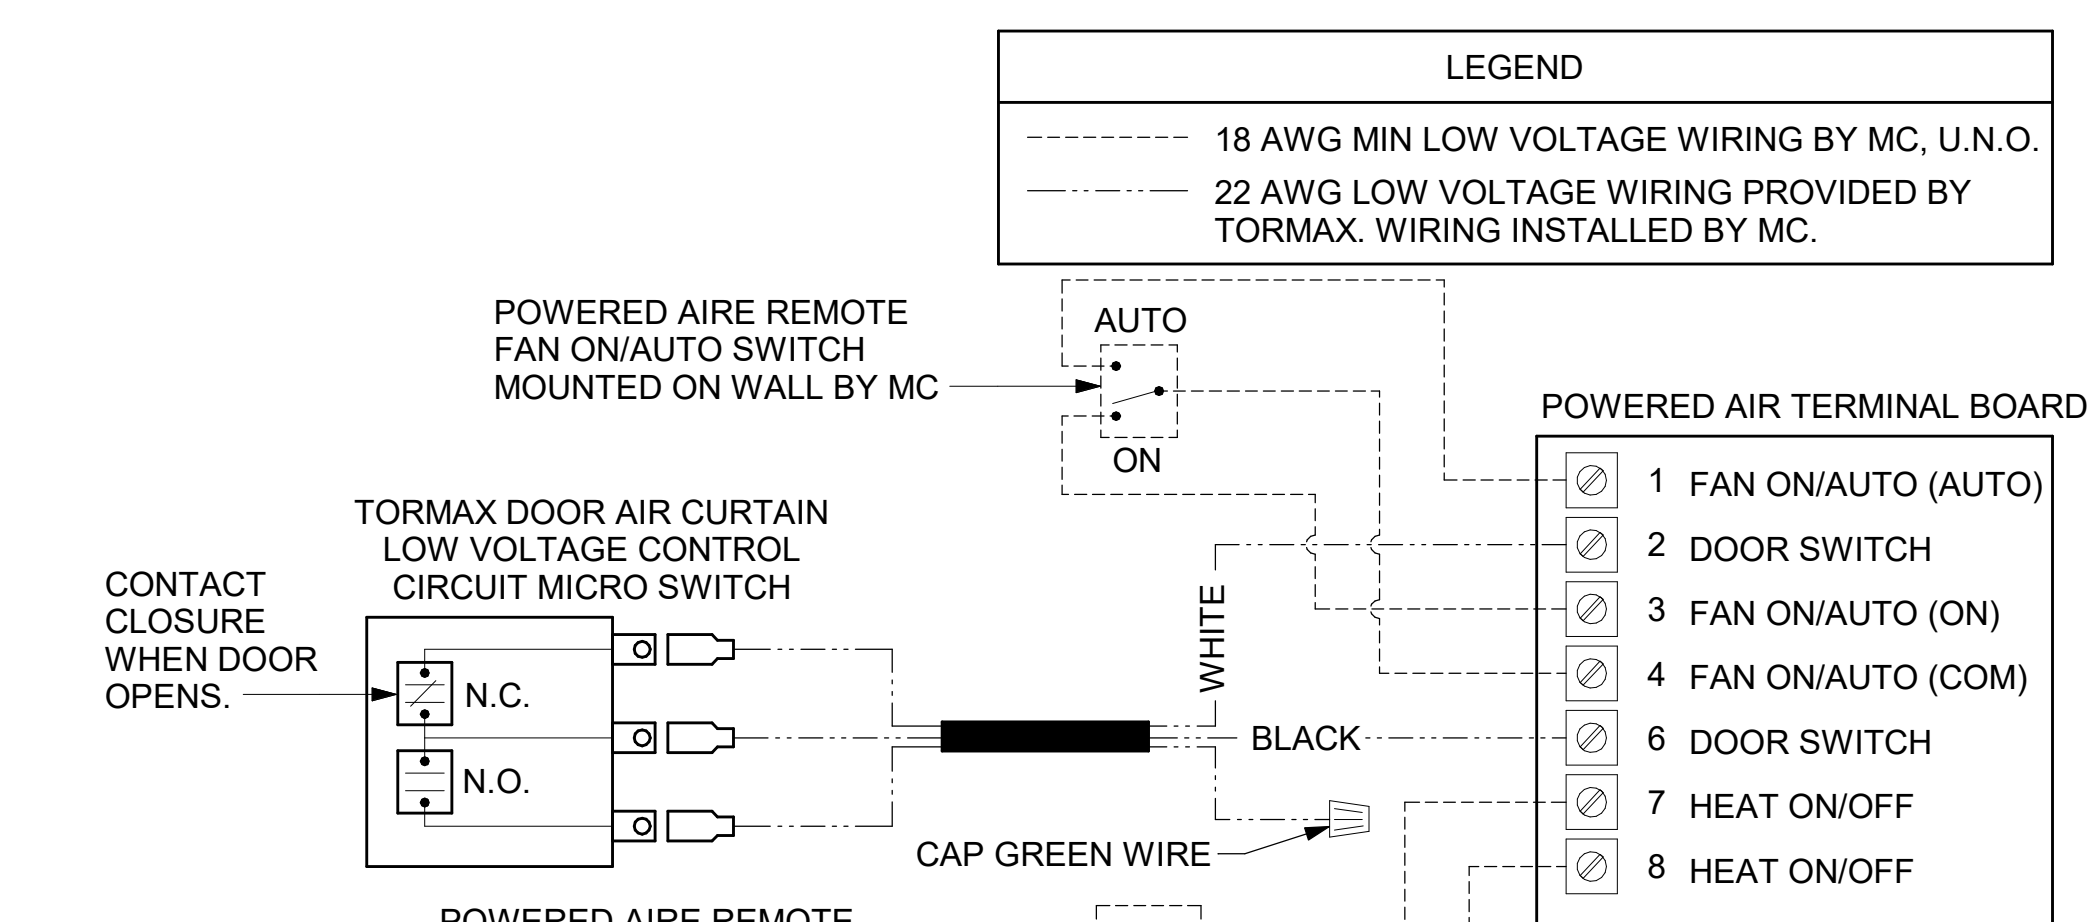 LEGEND
18 AWG MIN LOW VOLTAGE WIRING BY MC, U.N.O.
22 AWG LOW VOLTAGE WIRING PROVIDED BY
TORMAX. WIRING INSTALLED BY MC.
POWERED AIRE REMOTE
FAN ON/AUTO SWITCH
MOUNTED ON WALL BY MC
AUTO
ON
POWERED AIR TERMINAL BOARD
1 FAN ON/AUTO (AUTO)
2 DOOR SWITCH
3 FAN ON/AUTO (ON)
4 FAN ON/AUTO (COM)
6 DOOR SWITCH
7 HEAT ON/OFF
8 HEAT ON/OFF
TORMAX DOOR AIR CURTAIN
LOW VOLTAGE CONTROL
CIRCUIT MICRO SWITCH
CONTACT
CLOSURE
WHEN DOOR
OPENS.
N.C.
N.O.
WHITE
BLACK
CAP GREEN WIRE
POWERED AIRE REMOTE